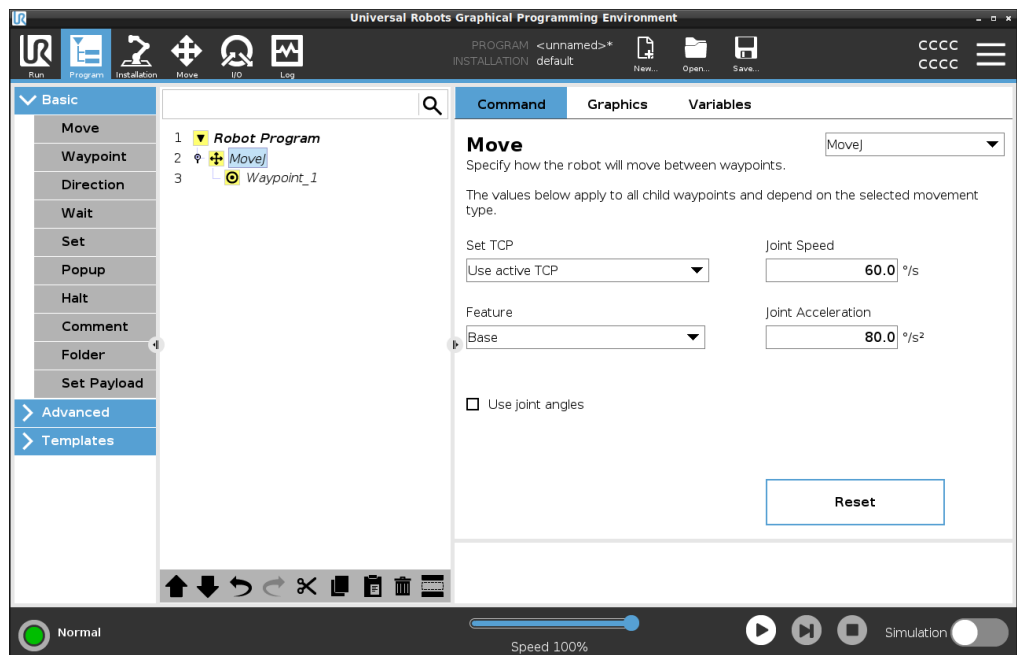 UR
Universal Robots Graphical Programming Environment
UR
Run
Program
Installation
Move
I/O
Log
PROGRAM <unnamed>*
INSTALLATION default
New...
Open...
Save...
CCCC
CCCC
Basic
Move
Waypoint
Direction
Wait
Set
Popup
Halt
Comment
Folder
Set Payload
Advanced
Templates
1 Robot Program
2 MoveJ
3 Waypoint_1
Command Graphics Variables
Move
MoveJ
Specify how the robot will move between waypoints.
The values below apply to all child waypoints and depend on the selected movement
type.
Set TCP
Joint Speed
Use active TCP
60.0 °/s
Feature
Joint Acceleration
Base
80.0 °/s²
Use joint angles
Reset
Normal
Speed 100%
Simulation